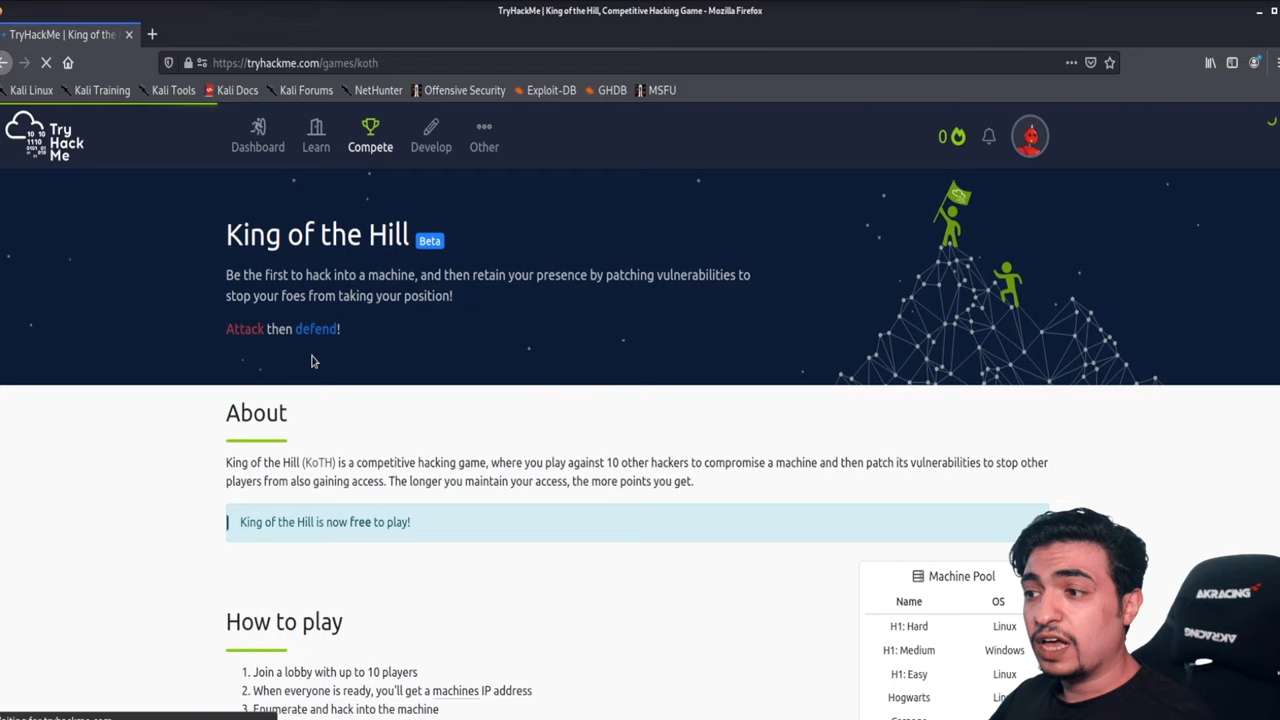 TryHackMe | King of the Hill, Competitive Hacking Game - Mozilla Firefox
TryHackMe | King of the
https://tryhackme.com/games/koth
Kali Linux Kali Training Kali Tools Kali Docs Kali Forums NetHunter Offensive Security Exploit-DB GHDB MSFU
10 10
1110
0101 01
Try
Hack
Me
Dashboard Learn Compete Develop Other
0
King of the Hill Beta
Be the first to hack into a machine, and then retain your presence by patching vulnerabilities to
stop your foes from taking your position!
Attack then defend!
About
King of the Hill (KoTH) is a competitive hacking game, where you play against 10 other hackers to compromise a machine and then patch its vulnerabilities to stop other
players from also gaining access. The longer you maintain your access, the more points you get.
King of the Hill is now free to play!
Machine Pool
Name OS
H1: Hard Linux
H1: Medium Windows
H1: Easy Linux
Hogwarts
How to play
1. Join a lobby with up to 10 players
2. When everyone is ready, you'll get a machines IP address
3. Enumerate and hack into the machine
AKRACING
AKRACING